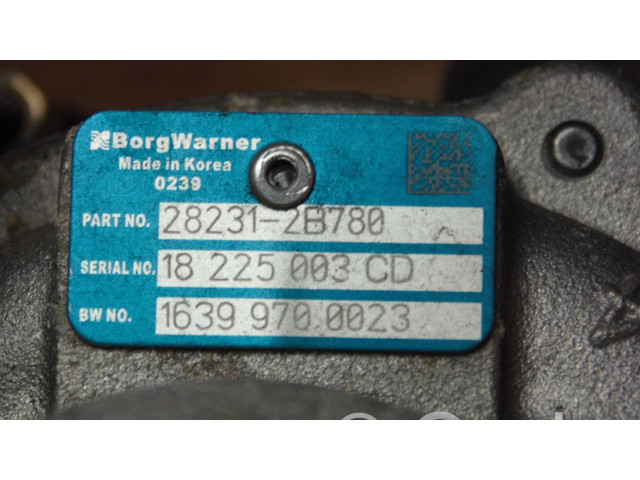 BorgWarner
Made in Korea
0239
PART NO. 28231-2B780
SERIAL NO. 18 225 003 CD
BW NO. 1639 970 0023